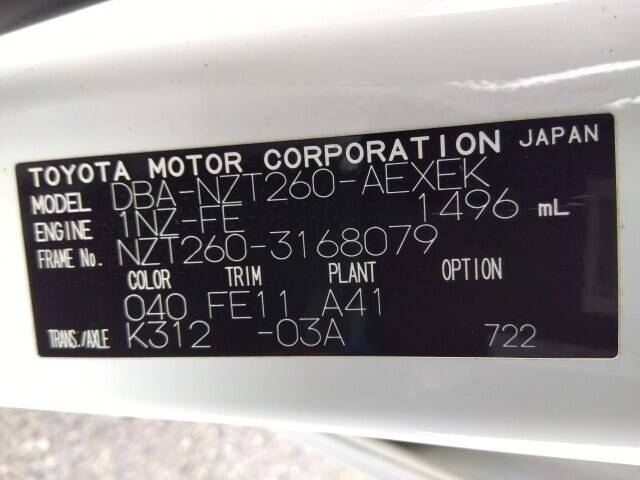 TOYOTA MOTOR CORPORATION JAPAN
MODEL DBA-NZT260-AEXEK
ENGINE 1NZ-FE 1496 mL
FRAME No. NZT260-3168079
COLOR TRIM PLANT OPTION
040 FE11 A41
TRANS./AXLE K312 -03A 722